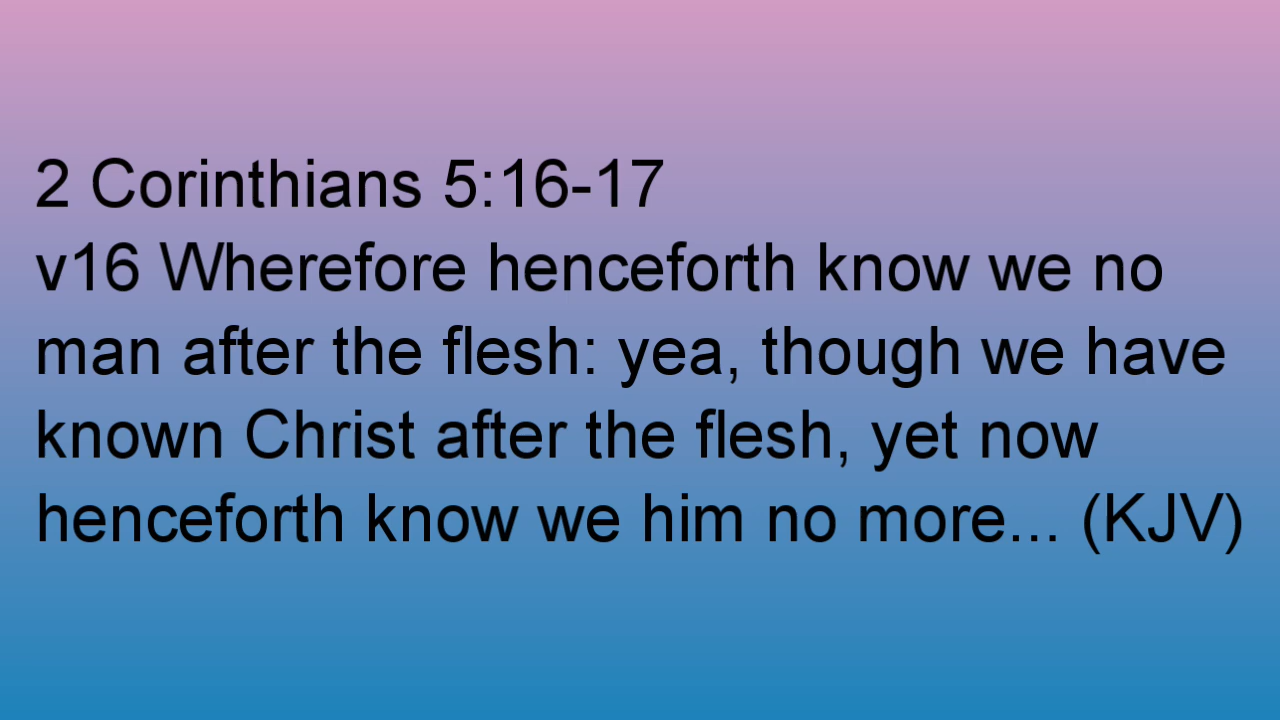 2 Corinthians 5:16-17
v16 Wherefore henceforth know we no
man after the flesh: yea, though we have
known Christ after the flesh, yet now
henceforth know we him no more... (KJV)